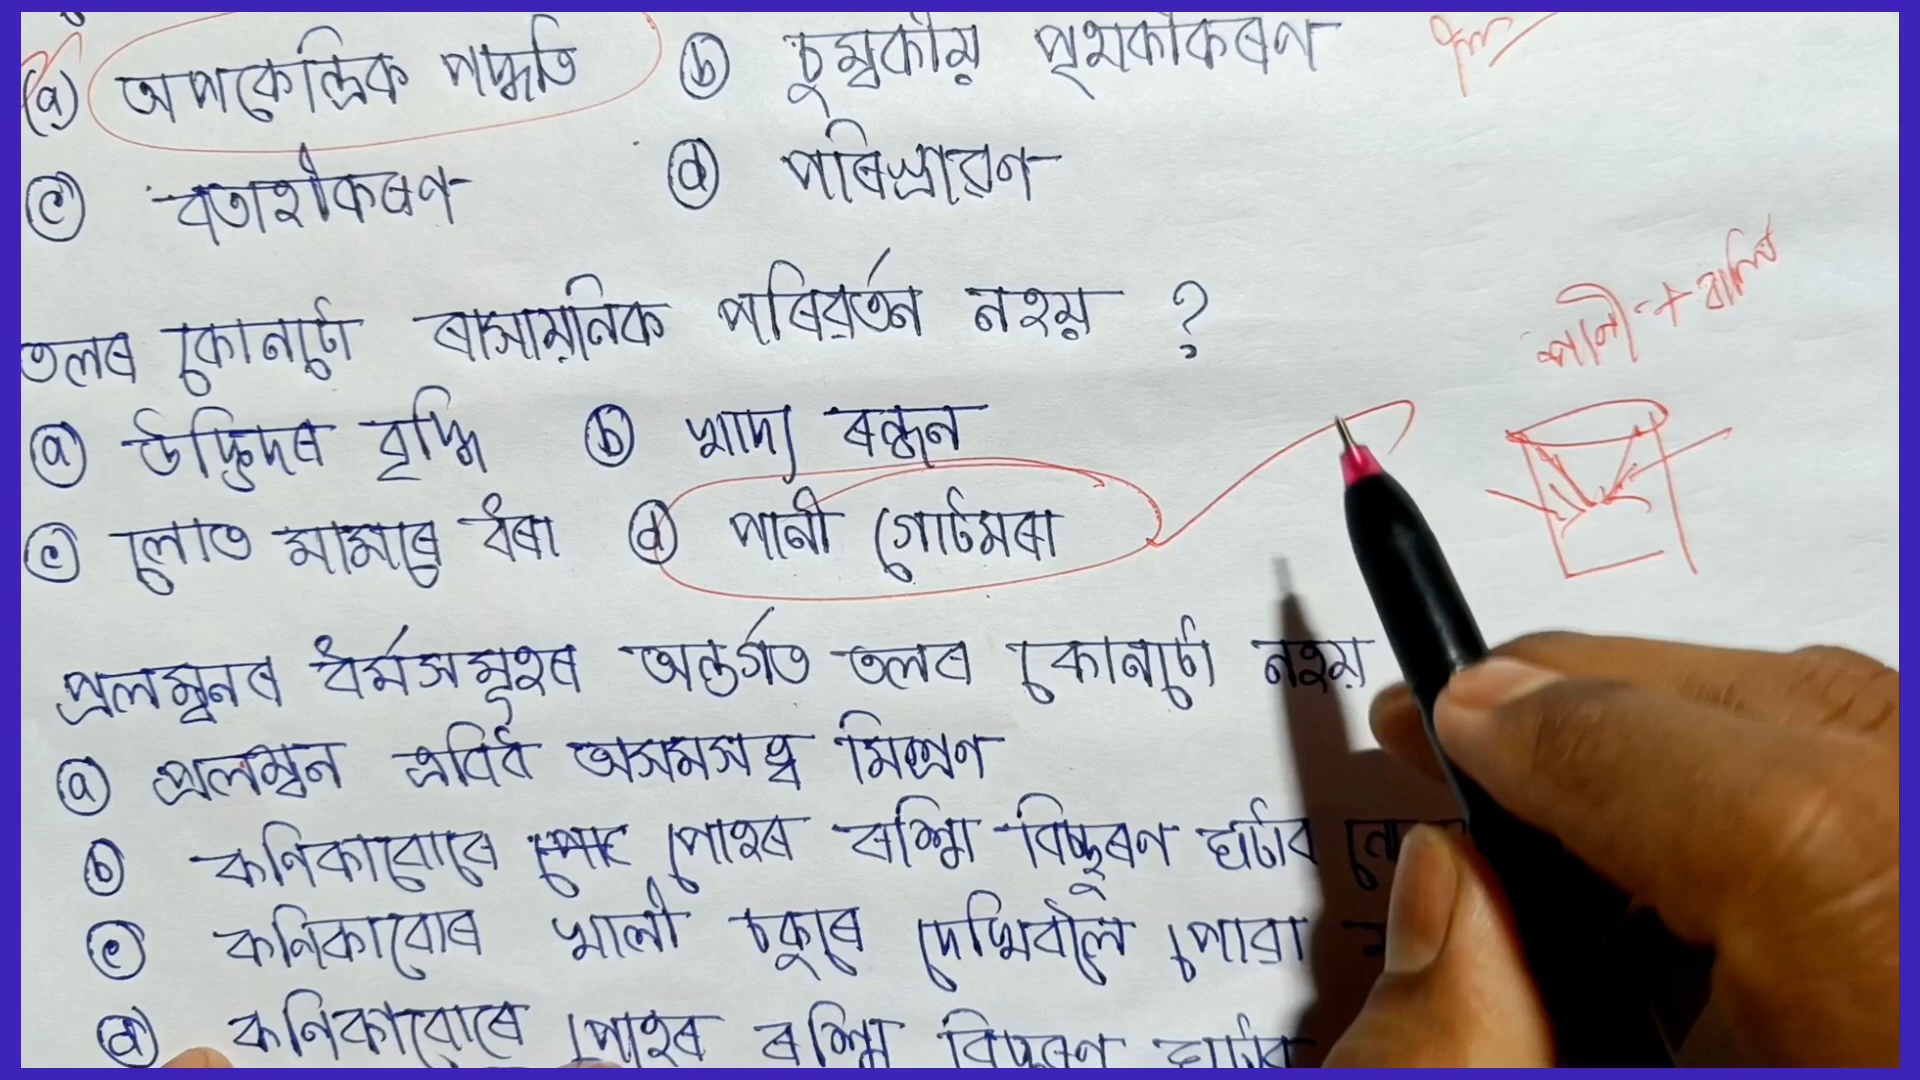 (a) অপকেন্দ্ৰিক পদ্ধতি (b) চুম্বকীয় পৃথকীকৰণ
(c) বতাহীকৰণ (d) পৰিস্ৰাৱণ
পানী + বালি
তলৰ কোনটো ৰাসায়নিক পৰিৱৰ্তন নহয় ?
(a) উদ্ভিদৰ বৃদ্ধি (b) খাদ্য ৰন্ধন
(c) লোত মামৰে ধৰা (d) পানী গোটমৰা
প্ৰলম্বনৰ ধৰ্মসমূহৰ অন্তৰ্গত তলৰ কোনটো নহয়
(a) প্ৰলম্বন এবিধ অসমসত্ত্ব মিশ্ৰণ
(b) কণিকাবোৰে পোহৰ ৰশ্মি বিচ্ছুৰণ ঘটাব
(c) কণিকাবোৰ খালী চকুৰে দেখিবলৈ পোৱা
(d) কণিকাবোৰে পোহৰ ৰশ্মি বিচ্ছুৰণ ঘটাব